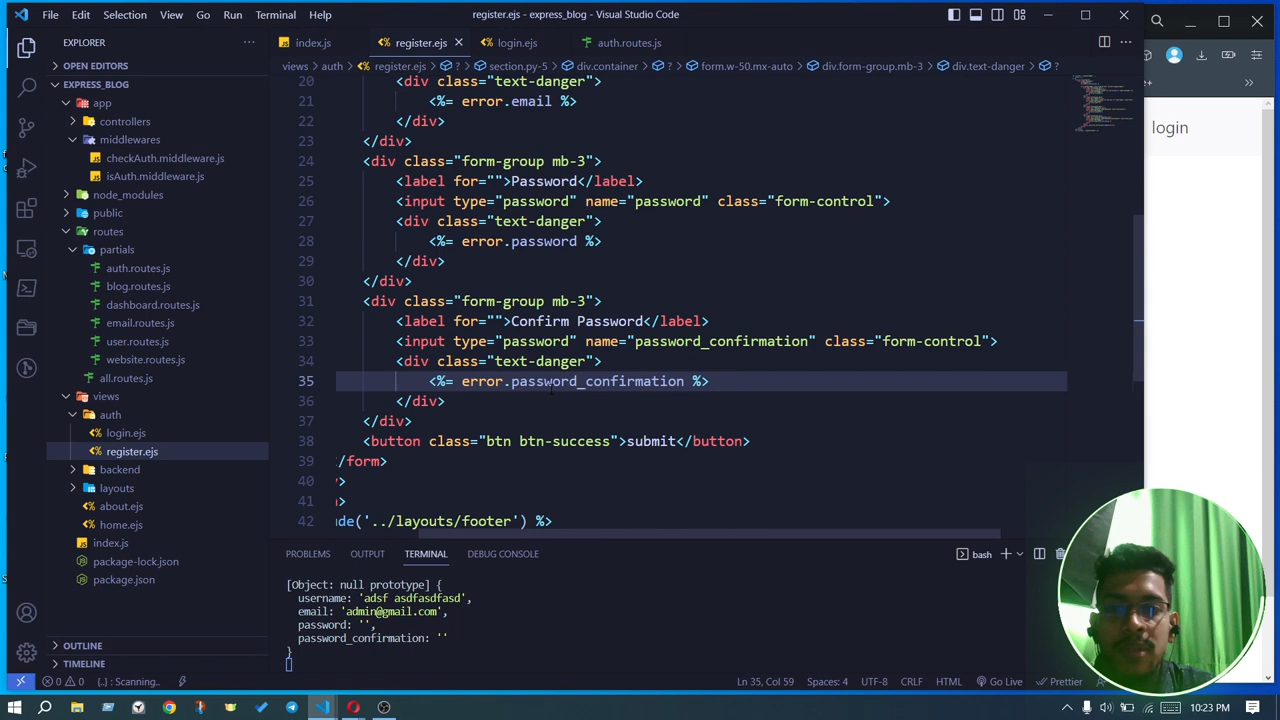 File Edit Selection View Go Run Terminal Help
register.ejs - express_blog - Visual Studio Code
EXPLORER
OPEN EDITORS
EXPRESS_BLOG
app
controllers
middlewares
checkAuth.middleware.js
isAuth.middleware.js
node_modules
public
routes
partials
auth.routes.js
blog.routes.js
dashboard.routes.js
email.routes.js
user.routes.js
website.routes.js
all.routes.js
views
auth
login.ejs
register.ejs
backend
layouts
about.ejs
home.ejs
index.js
package-lock.json
package.json
OUTLINE
TIMELINE
index.js register.ejs login.ejs auth.routes.js
views > auth > register.ejs > ? > section.py-5 > div.container > ? > form.w-50.mx-auto > div.form-group.mb-3 > div.text-danger > ?
20 <div class="text-danger">
21 <%= error.email %>
22 </div>
23 </div>
24 <div class="form-group mb-3">
25 <label for="">Password</label>
26 <input type="password" name="password" class="form-control">
27 <div class="text-danger">
28 <%= error.password %>
29 </div>
30 </div>
31 <div class="form-group mb-3">
32 <label for="">Confirm Password</label>
33 <input type="password" name="password_confirmation" class="form-control">
34 <div class="text-danger">
35 <%= error.password_confirmation %>
36 </div>
37 </div>
38 <button class="btn btn-success">submit</button>
39 /form>
40 >
41 >
42 de('../layouts/footer') %>
PROBLEMS OUTPUT TERMINAL DEBUG CONSOLE
bash
[Object: null prototype] {
username: 'adsf asdfasdfasd',
email: 'admin@gmail.com',
password: '',
password_confirmation: ''
}
0 0 {..} : Scanning..
Ln 35, Col 59 Spaces: 4 UTF-8 CRLF HTML Go Live Prettier
login
10:23 PM